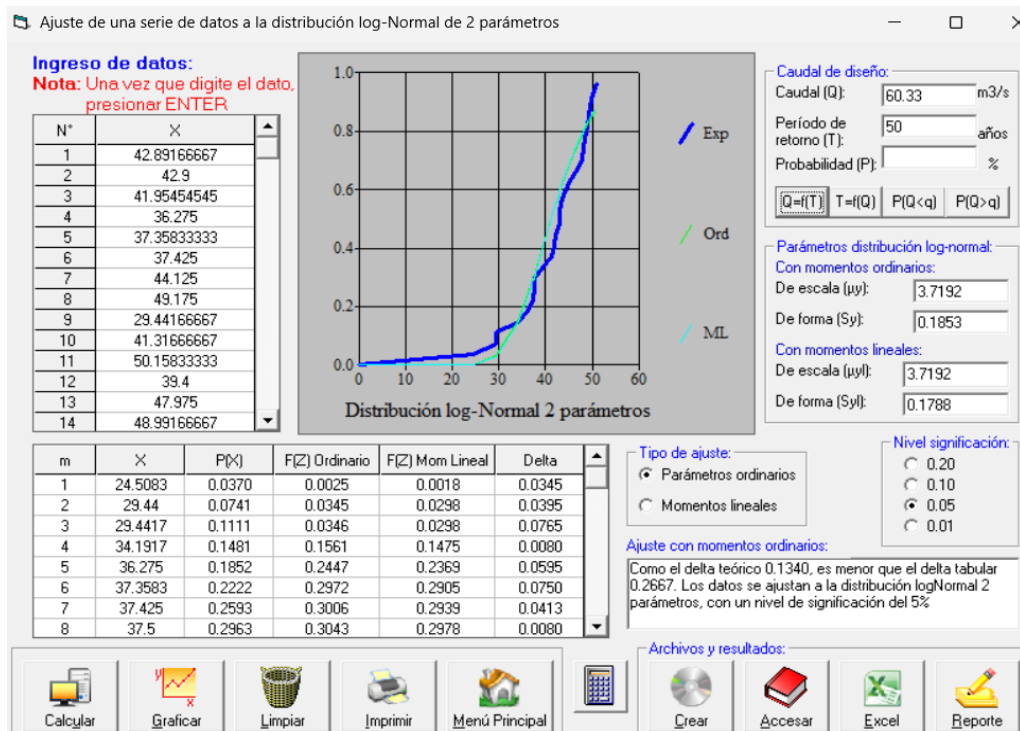 Ajuste de una serie de datos a la distribución log-Normal de 2 parámetros
Ingreso de datos:
Nota: Una vez que digite el dato,
presionar ENTER
N° X
1 42.89166667
2 42.9
3 41.95454545
4 36.275
5 37.35833333
6 37.425
7 44.125
8 49.175
9 29.44166667
10 41.31666667
11 50.15833333
12 39.4
13 47.975
14 48.99166667
1.0
0.8
0.6
0.4
0.2
0.0
0 10 20 30 40 50 60
Distribución log-Normal 2 parámetros
Exp
Ord
ML
Caudal de diseño:
Caudal (Q): 60.33 m3/s
Período de
retorno (T): 50 años
Probabilidad (P): %
Q=f(T) T=f(Q) P(Q<q) P(Q>q)
Parámetros distribución log-normal:
Con momentos ordinarios:
De escala (μy): 3.7192
De forma (Sy): 0.1853
Con momentos lineales:
De escala (μyl): 3.7192
De forma (Syl): 0.1788
m X P(X) F(Z) Ordinario F(Z) Mom Lineal Delta
1 24.5083 0.0370 0.0025 0.0018 0.0345
2 29.44 0.0741 0.0345 0.0298 0.0395
3 29.4417 0.1111 0.0346 0.0298 0.0765
4 34.1917 0.1481 0.1561 0.1475 0.0080
5 36.275 0.1852 0.2447 0.2369 0.0595
6 37.3583 0.2222 0.2972 0.2905 0.0750
7 37.425 0.2593 0.3006 0.2939 0.0413
8 37.5 0.2963 0.3043 0.2978 0.0080
Tipo de ajuste:
Parámetros ordinarios
Momentos lineales
Nivel significación:
0.20
0.10
0.05
0.01
Ajuste con momentos ordinarios:
Como el delta teórico 0.1340, es menor que el delta tabular
0.2667. Los datos se ajustan a la distribución logNormal 2
parámetros, con un nivel de significación del 5%
Calcular
Graficar
y
x
Limpiar
Imprimir
Menú Principal
Archivos y resultados:
Crear
Accesar
Excel
Reporte